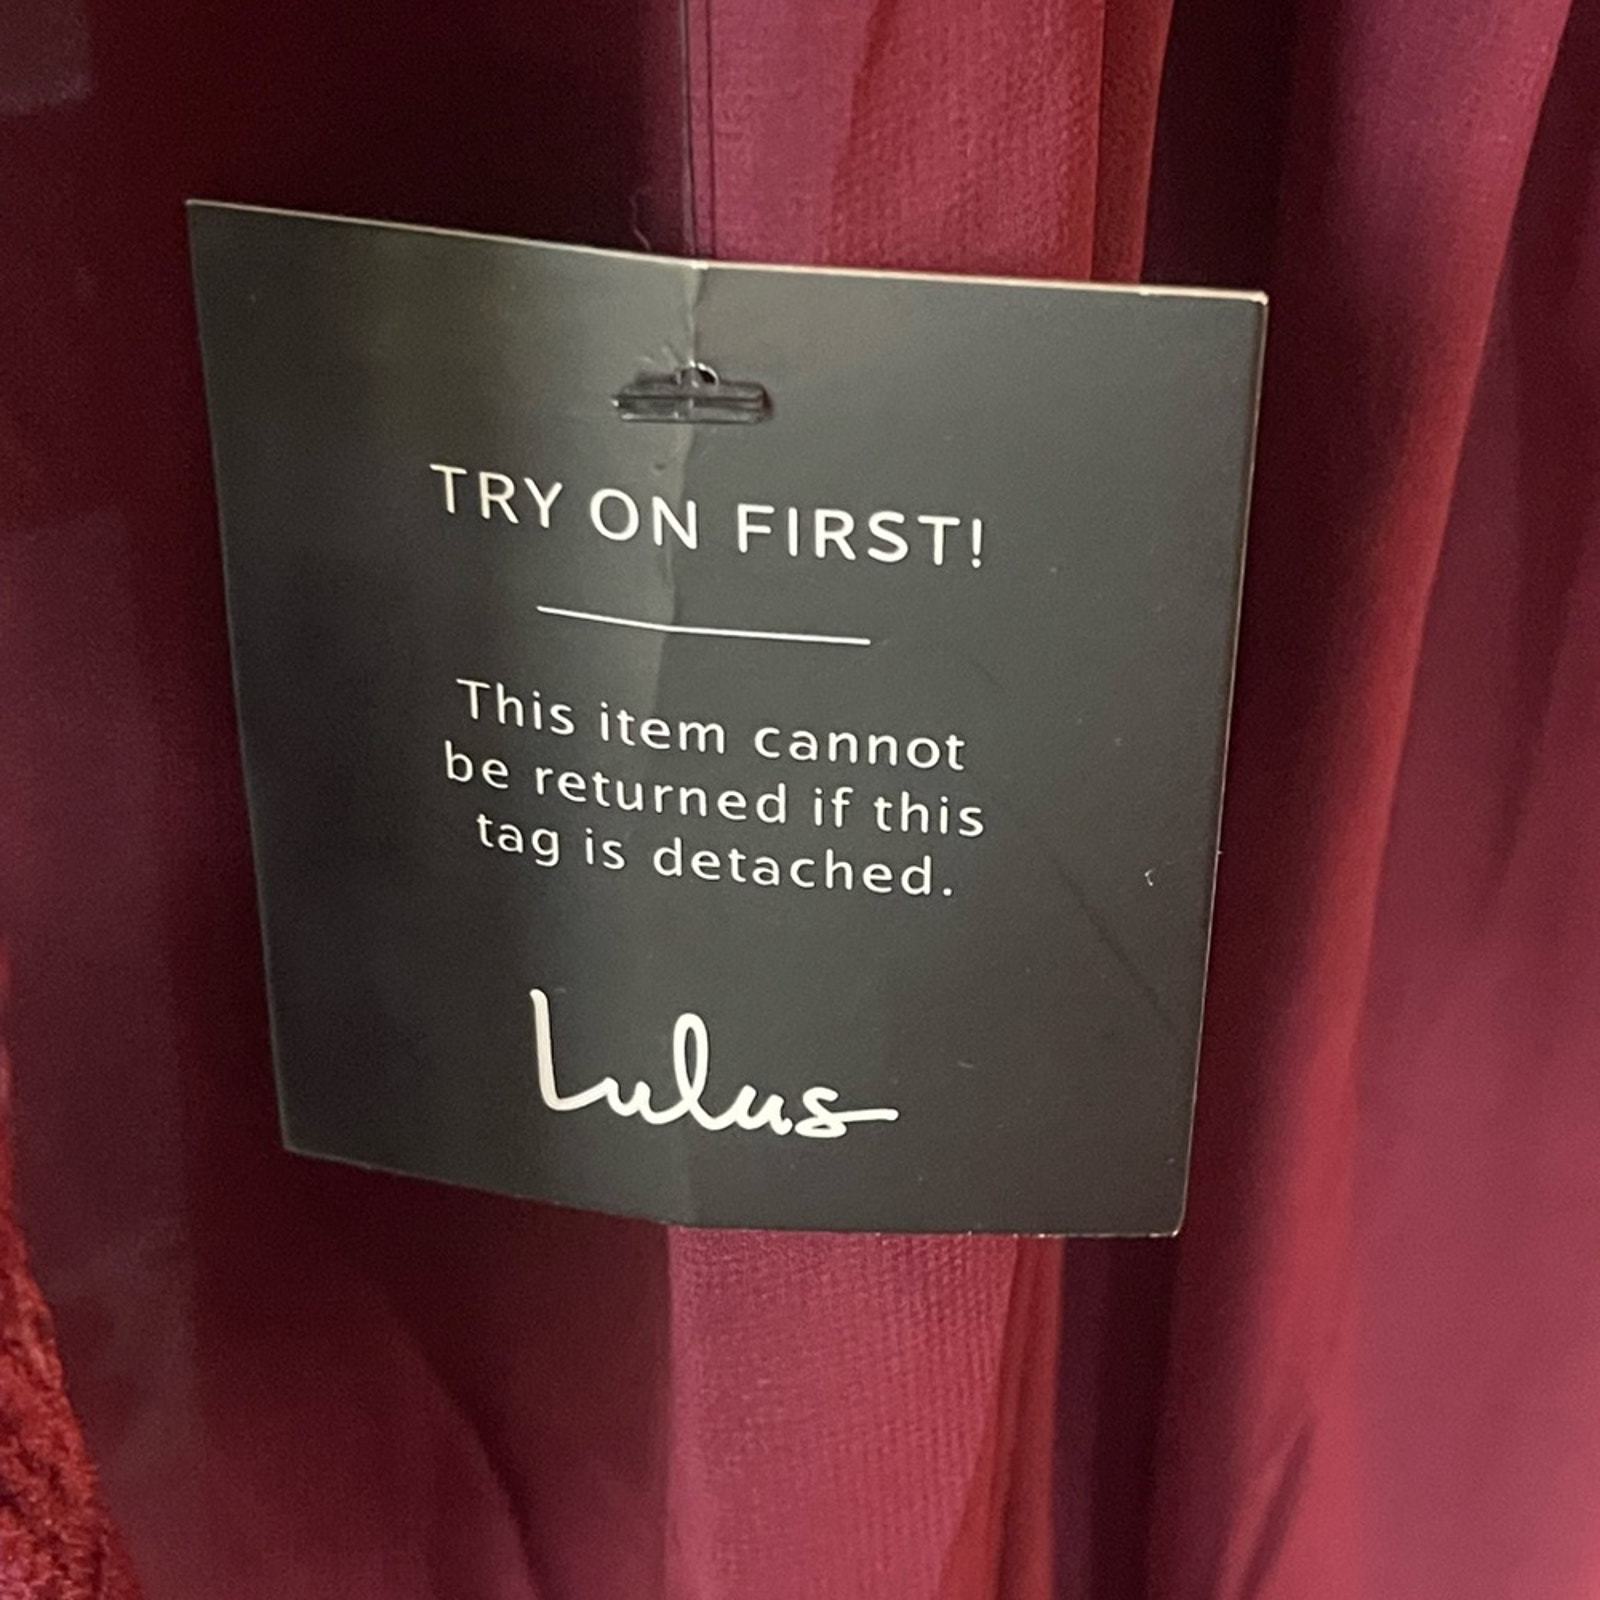 TRY ON FIRST!
This item cannot
be returned if this
tag is detached.
Lulus